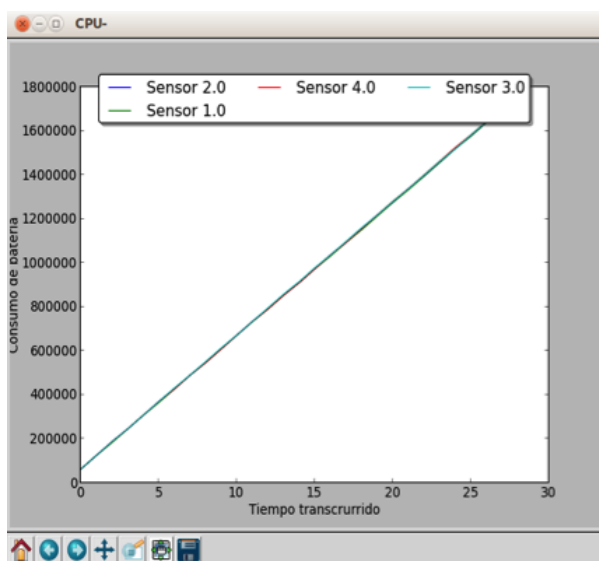 CPU-
Sensor 2.0 Sensor 4.0 Sensor 3.0
Sensor 1.0
1800000
1600000
1400000
1200000
1000000
800000
600000
400000
200000
0
Consumo de bateria
0 5 10 15 20 25 30
Tiempo transcrurrido